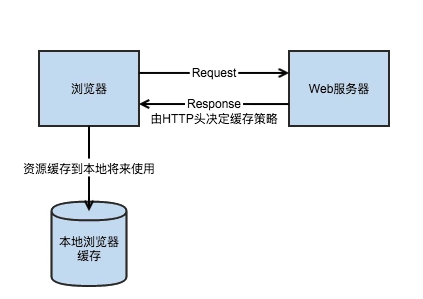 浏览器
Request
Web服务器
Response
由HTTP头决定缓存策略
资源缓存到本地将来使用
本地浏览器
缓存